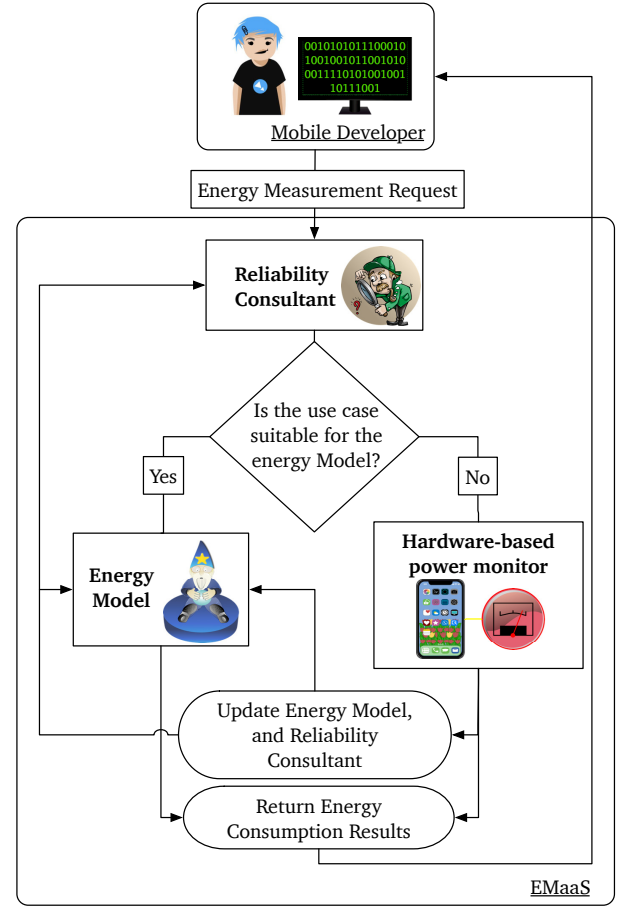 0010101011100010
1001001011001010
0011110101001001
10111001
Mobile Developer
Energy Measurement Request
Reliability
Consultant
Is the use case
suitable for the
energy Model?
Yes
No
Energy
Model
Hardware-based
power monitor
Update Energy Model,
and Reliability
Consultant
Return Energy
Consumption Results
EMaaS